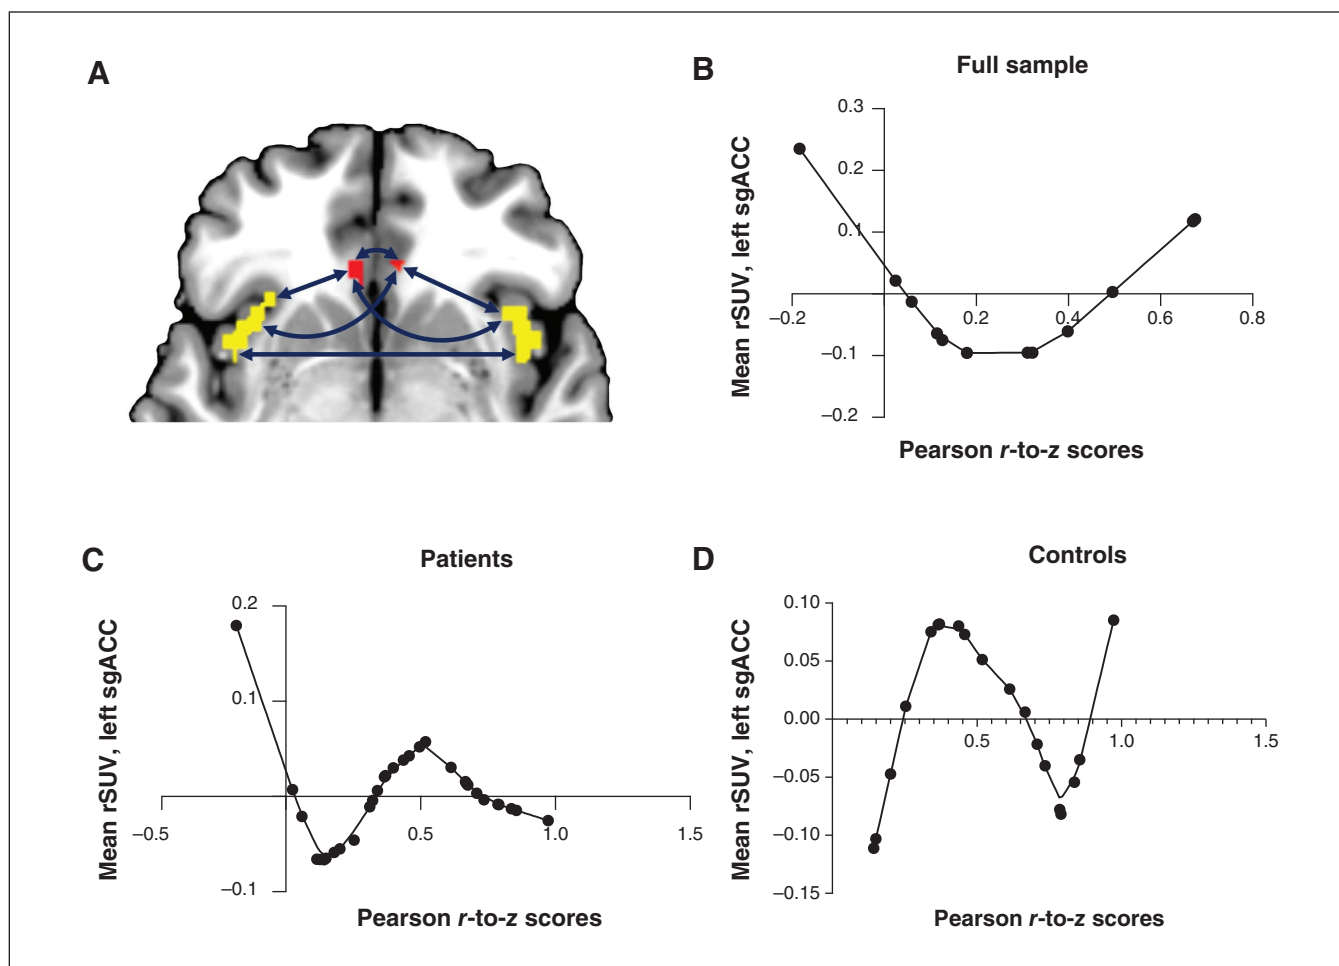 A
B
Full sample
Mean rSUV, left sgACC
0.3
0.2
0.1
–0.2
0.2
0.4
0.6
0.8
–0.1
–0.2
Pearson r-to-z scores
C
Patients
Mean rSUV, left sgACC
0.2
0.1
–0.5
0.5
1.0
1.5
–0.1
Pearson r-to-z scores
D
Controls
Mean rSUV, left sgACC
0.10
0.05
0.00
0.5
1.0
1.5
–0.05
–0.10
–0.15
Pearson r-to-z scores